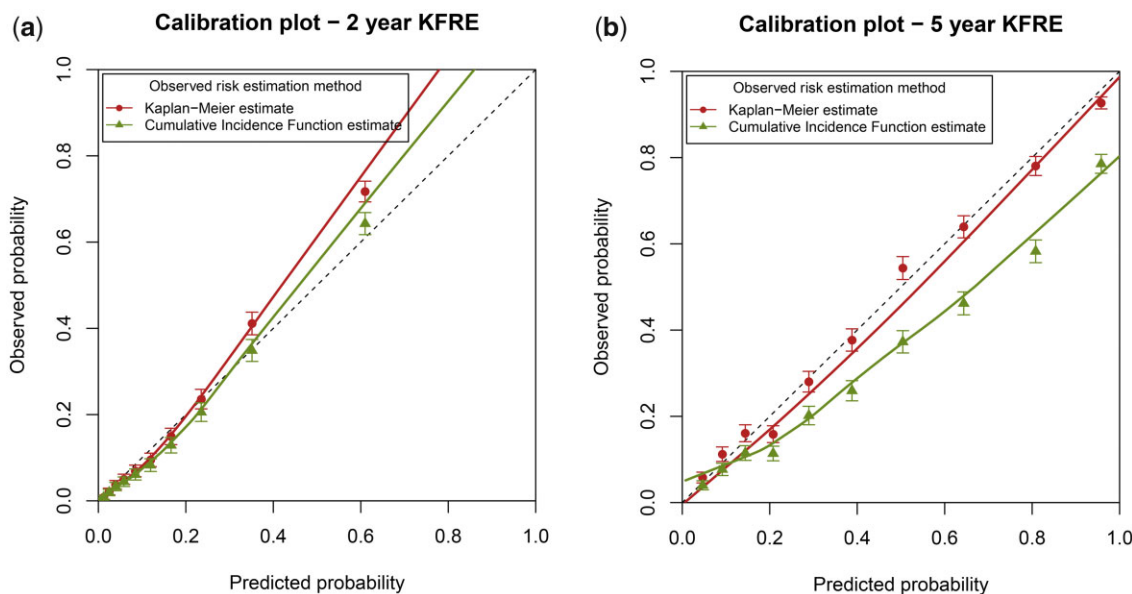 (a)
Calibration plot − 2 year KFRE
Observed risk estimation method
Kaplan−Meier estimate
Cumulative Incidence Function estimate
1.0
0.8
0.6
0.4
0.2
0.0
Observed probability
0.0 0.2 0.4 0.6 0.8 1.0
Predicted probability
(b)
Calibration plot − 5 year KFRE
Observed risk estimation method
Kaplan−Meier estimate
Cumulative Incidence Function estimate
1.0
0.8
0.6
0.4
0.2
0.0
Observed probability
0.0 0.2 0.4 0.6 0.8 1.0
Predicted probability